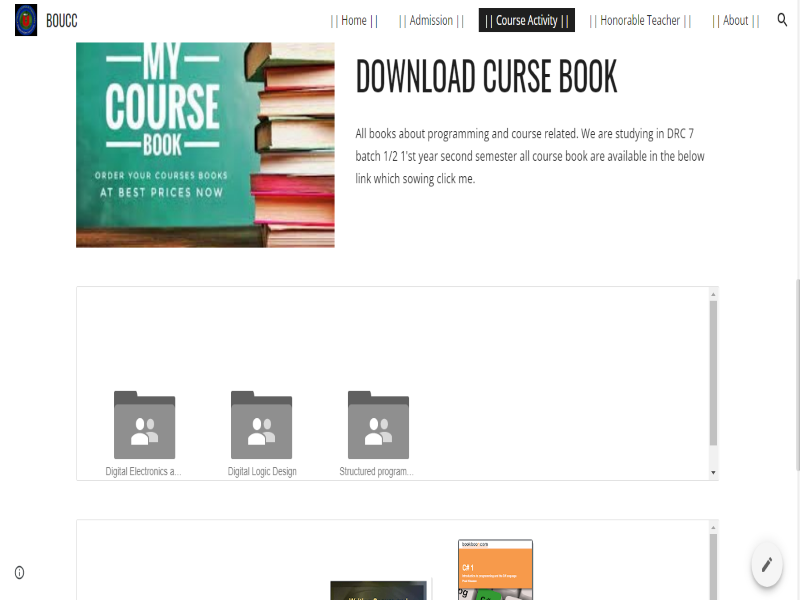 BOUCC
|| Home ||
|| Admission ||
|| Course Activity ||
|| Honorable Teacher ||
|| About ||
MY
COURSE
BOOK
ORDER YOUR COURSES BOOKS
AT BEST PRICES NOW
DOWNLOAD CURSE BOOK
All books about programming and course related. We are studying in DRC 7
batch 1/2 1'st year second semester all course book are available in the below
link which sowing click me.
Digital Electronics a...
Digital Logic Design
Structured program...
bookboon.com
C# 1